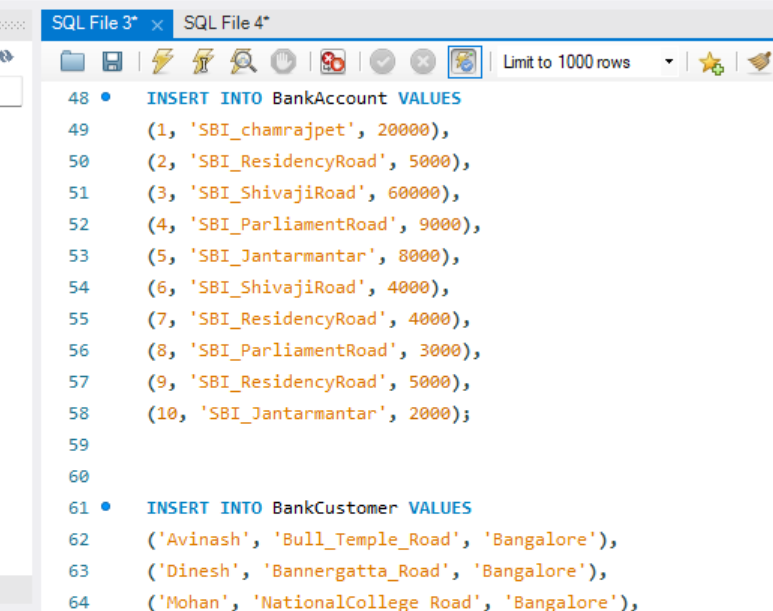 SQL File 3* × SQL File 4*
Limit to 1000 rows
48 INSERT INTO BankAccount VALUES
49 (1, 'SBI_chamrajpet', 20000),
50 (2, 'SBI_ResidencyRoad', 5000),
51 (3, 'SBI_ShivajiRoad', 60000),
52 (4, 'SBI_ParliamentRoad', 9000),
53 (5, 'SBI_Jantarmantar', 8000),
54 (6, 'SBI_ShivajiRoad', 4000),
55 (7, 'SBI_ResidencyRoad', 4000),
56 (8, 'SBI_ParliamentRoad', 3000),
57 (9, 'SBI_ResidencyRoad', 5000),
58 (10, 'SBI_Jantarmantar', 2000);
59
60
61 INSERT INTO BankCustomer VALUES
62 ('Avinash', 'Bull_Temple_Road', 'Bangalore'),
63 ('Dinesh', 'Bannergatta_Road', 'Bangalore'),
64 ('Mohan', 'NationalCollege_Road', 'Bangalore'),